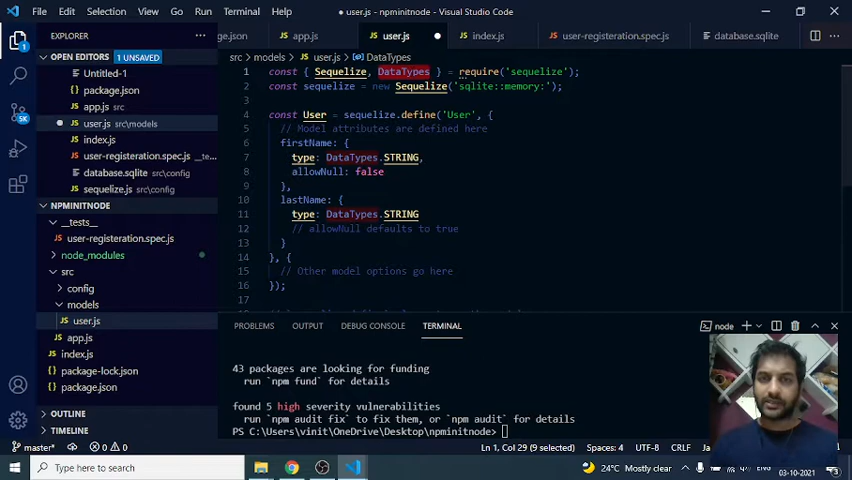 File Edit Selection View Go Run Terminal Help
user.js - npminitnode - Visual Studio Code
EXPLORER
ge.json app.js user.js index.js user-registeration.spec.js database.sqlite
src > models > user.js > DataTypes
OPEN EDITORS 1 UNSAVED
Untitled-1
package.json
app.js src
user.js src\models
index.js
user-registeration.spec.js __te...
database.sqlite src\config
sequelize.js src\config
NPMINITNODE
__tests__
user-registeration.spec.js
node_modules
src
config
models
user.js
app.js
index.js
package-lock.json
package.json
OUTLINE
TIMELINE
1 const { Sequelize, DataTypes } = require('sequelize');
2 const sequelize = new Sequelize('sqlite::memory:');
3
4 const User = sequelize.define('User', {
5 // Model attributes are defined here
6 firstName: {
7 type: DataTypes.STRING,
8 allowNull: false
9 },
10 lastName: {
11 type: DataTypes.STRING
12 // allowNull defaults to true
13 }
14 }, {
15 // Other model options go here
16 });
17
PROBLEMS OUTPUT DEBUG CONSOLE TERMINAL
node
43 packages are looking for funding
run `npm fund` for details
found 5 high severity vulnerabilities
run `npm audit fix` to fix them, or `npm audit` for details
PS C:\Users\vinit\OneDrive\Desktop\npminitnode>
master* 0 0
Ln 1, Col 29 (9 selected) Spaces: 4 UTF-8 CRLF
Type here to search
24°C Mostly clear
ENG
03-10-2021